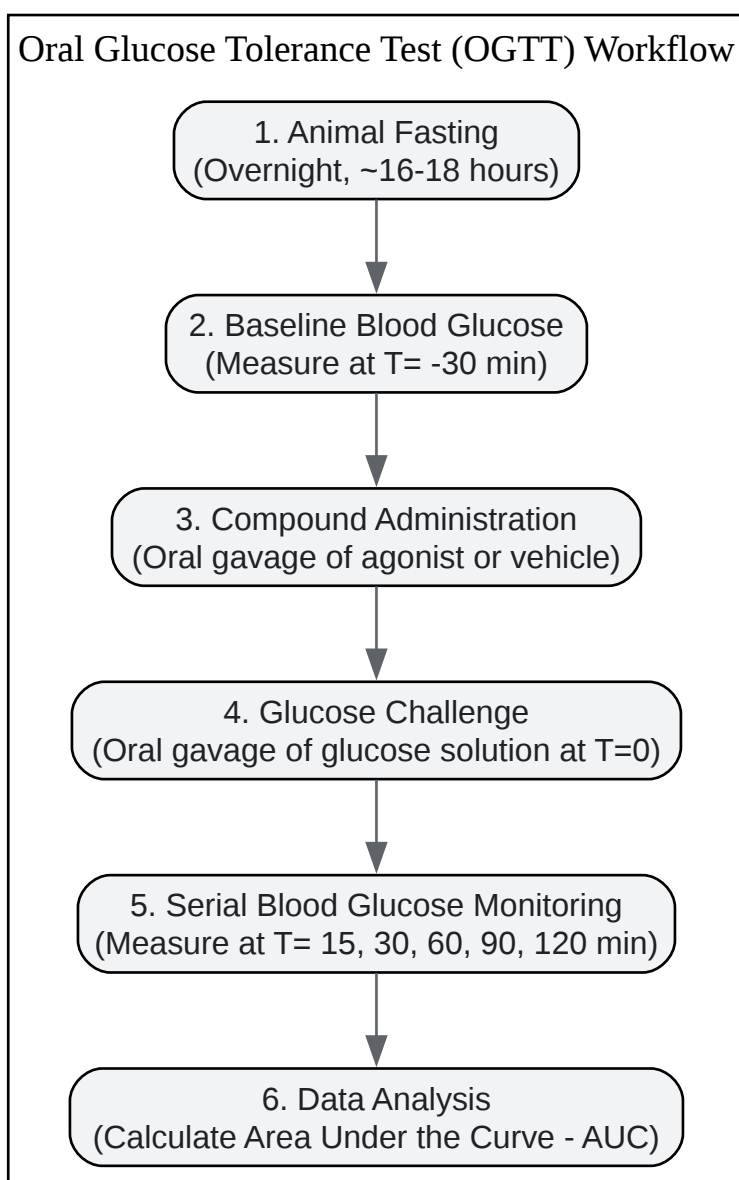 Oral Glucose Tolerance Test (OGTT) Workflow
1. Animal Fasting
(Overnight, ~16-18 hours)
2. Baseline Blood Glucose
(Measure at T= -30 min)
3. Compound Administration
(Oral gavage of agonist or vehicle)
4. Glucose Challenge
(Oral gavage of glucose solution at T=0)
5. Serial Blood Glucose Monitoring
(Measure at T= 15, 30, 60, 90, 120 min)
6. Data Analysis
(Calculate Area Under the Curve - AUC)